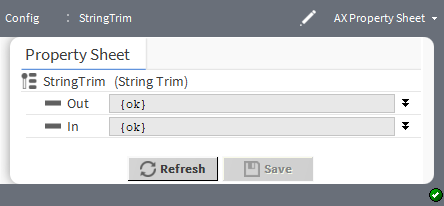 Config : StringTrim AX Property Sheet
Property Sheet
StringTrim (String Trim)
Out {ok}
In {ok}
Refresh Save